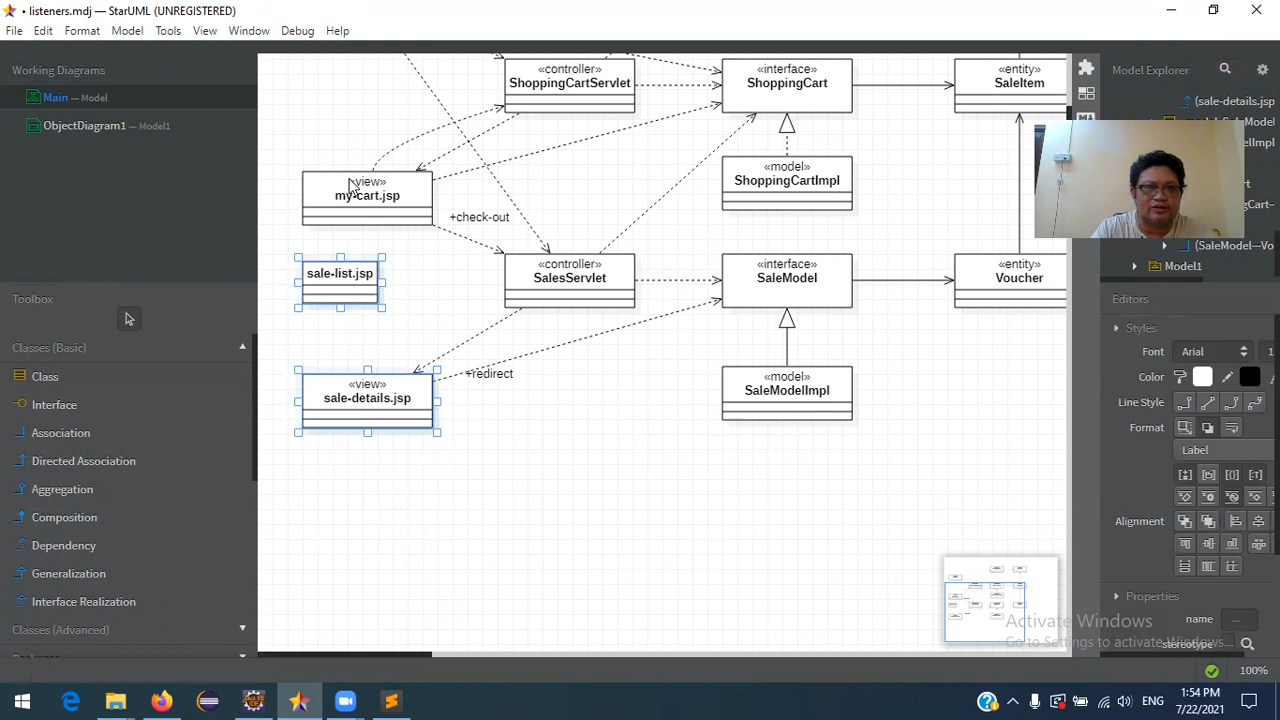 • listeners.mdj — StarUML (UNREGISTERED)
File Edit Format Model Tools View Window Debug Help
Working Diagrams
Main — Model
ObjectDiagram1 — Model1
Toolbox
Classes (Basic)
Class
Interface
Association
Directed Association
Aggregation
Composition
Dependency
Generalization
Interface Realization
Classes (Advanced)
«controller»
ShoppingCartServlet
«interface»
ShoppingCart
«entity»
SaleItem
«model»
ShoppingCartImpl
«view»
my-cart.jsp
+check-out
sale-list.jsp
«controller»
SalesServlet
«interface»
SaleModel
«entity»
Voucher
«view»
sale-details.jsp
+redirect
«model»
SaleModelImpl
Model Explorer
(sale-details.jsp
(SaleModel—Vo
Model1
Editors
Styles
Font Arial
Color
Line Style
Format
Label
Alignment
Properties
name
stereotype
Activate Windows
Go to Settings to activate Windows.
100%
ENG
1:54 PM
7/22/2021